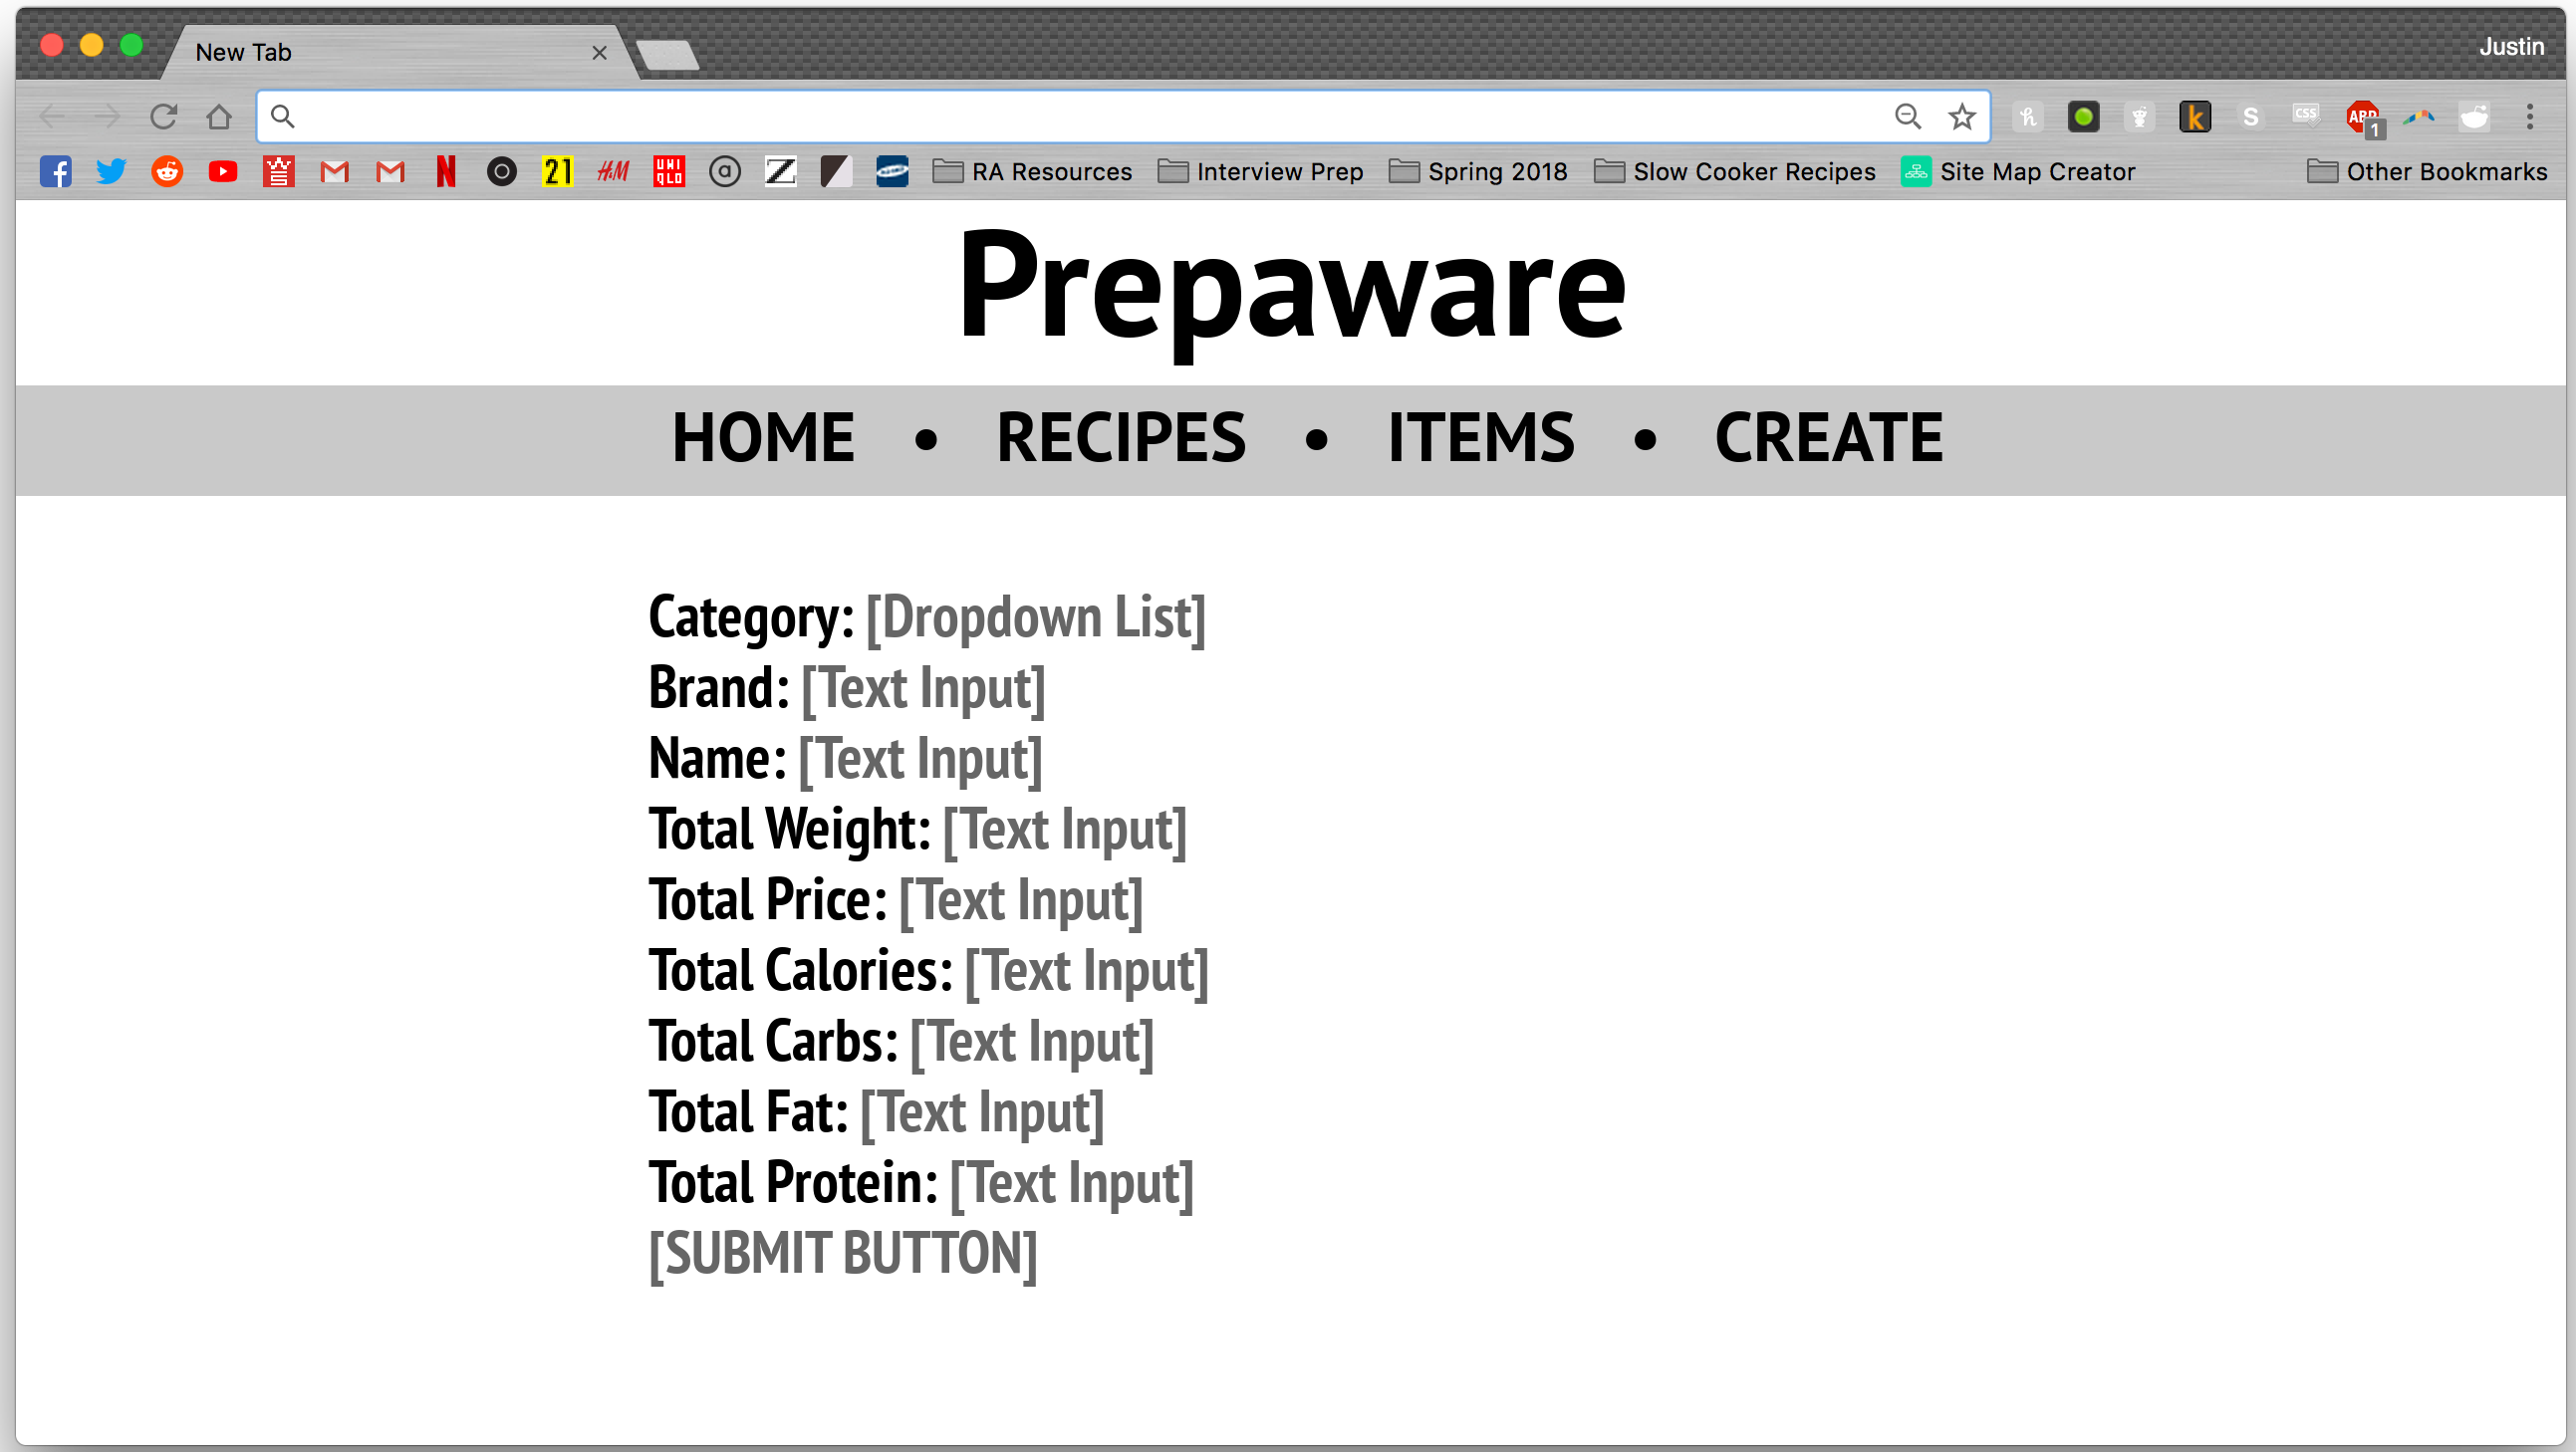 New Tab
Justin
1
21
H&M
UNI QLO
RA Resources
Interview Prep
Spring 2018
Slow Cooker Recipes
Site Map Creator
Other Bookmarks
CSS
ABP
Prepaware
HOME • RECIPES • ITEMS • CREATE
Category: [Dropdown List]
Brand: [Text Input]
Name: [Text Input]
Total Weight: [Text Input]
Total Price: [Text Input]
Total Calories: [Text Input]
Total Carbs: [Text Input]
Total Fat: [Text Input]
Total Protein: [Text Input]
[SUBMIT BUTTON]